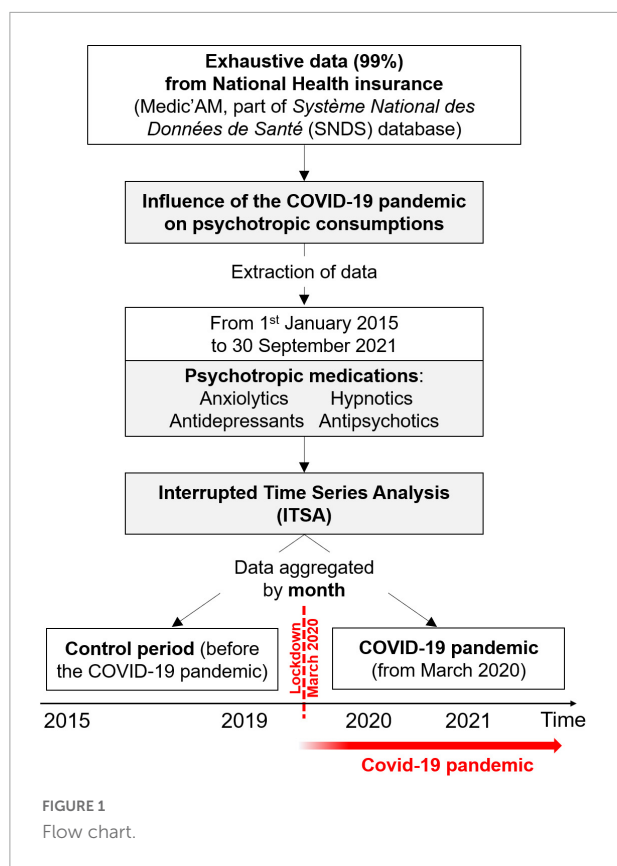 Exhaustive data (99%)
from National Health insurance
(Medic'AM, part of Système National des
Données de Santé (SNDS) database)
Influence of the COVID-19 pandemic
on psychotropic consumptions
Extraction of data
From 1st January 2015
to 30 September 2021
Psychotropic medications:
Anxiolytics Hypnotics
Antidepressants Antipsychotics
Interrupted Time Series Analysis
(ITSA)
Data aggregated
by month
Control period (before
the COVID-19 pandemic)
Lockdown
March 2020
COVID-19 pandemic
(from March 2020)
2015 2019 2020 2021 Time
Covid-19 pandemic
FIGURE 1
Flow chart.